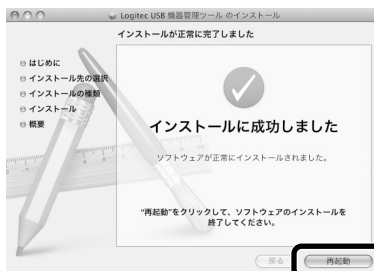 Logitec USB 機器管理ツール のインストール
インストールが正常に完了しました
はじめに
インストール先の選択
インストールの種類
インストール
概要
インストールに成功しました
ソフトウェアが正常にインストールされました。
"再起動"をクリックして、ソフトウェアのインストールを
終了してください。
戻る
再起動